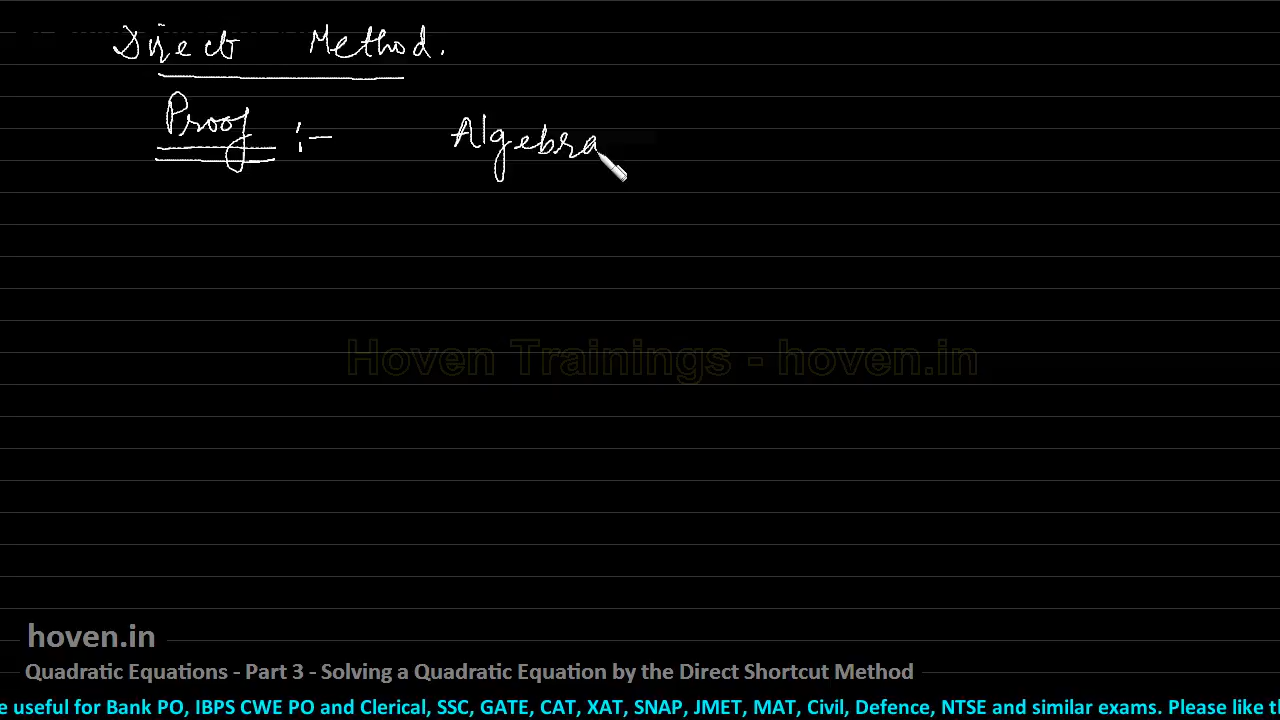 Direct Method.
Proof :- Algebra
Hoven Trainings - hoven.in
hoven.in
Quadratic Equations - Part 3 - Solving a Quadratic Equation by the Direct Shortcut Method
e useful for Bank PO, IBPS CWE PO and Clerical, SSC, GATE, CAT, XAT, SNAP, JMET, MAT, Civil, Defence, NTSE and similar exams. Please like t